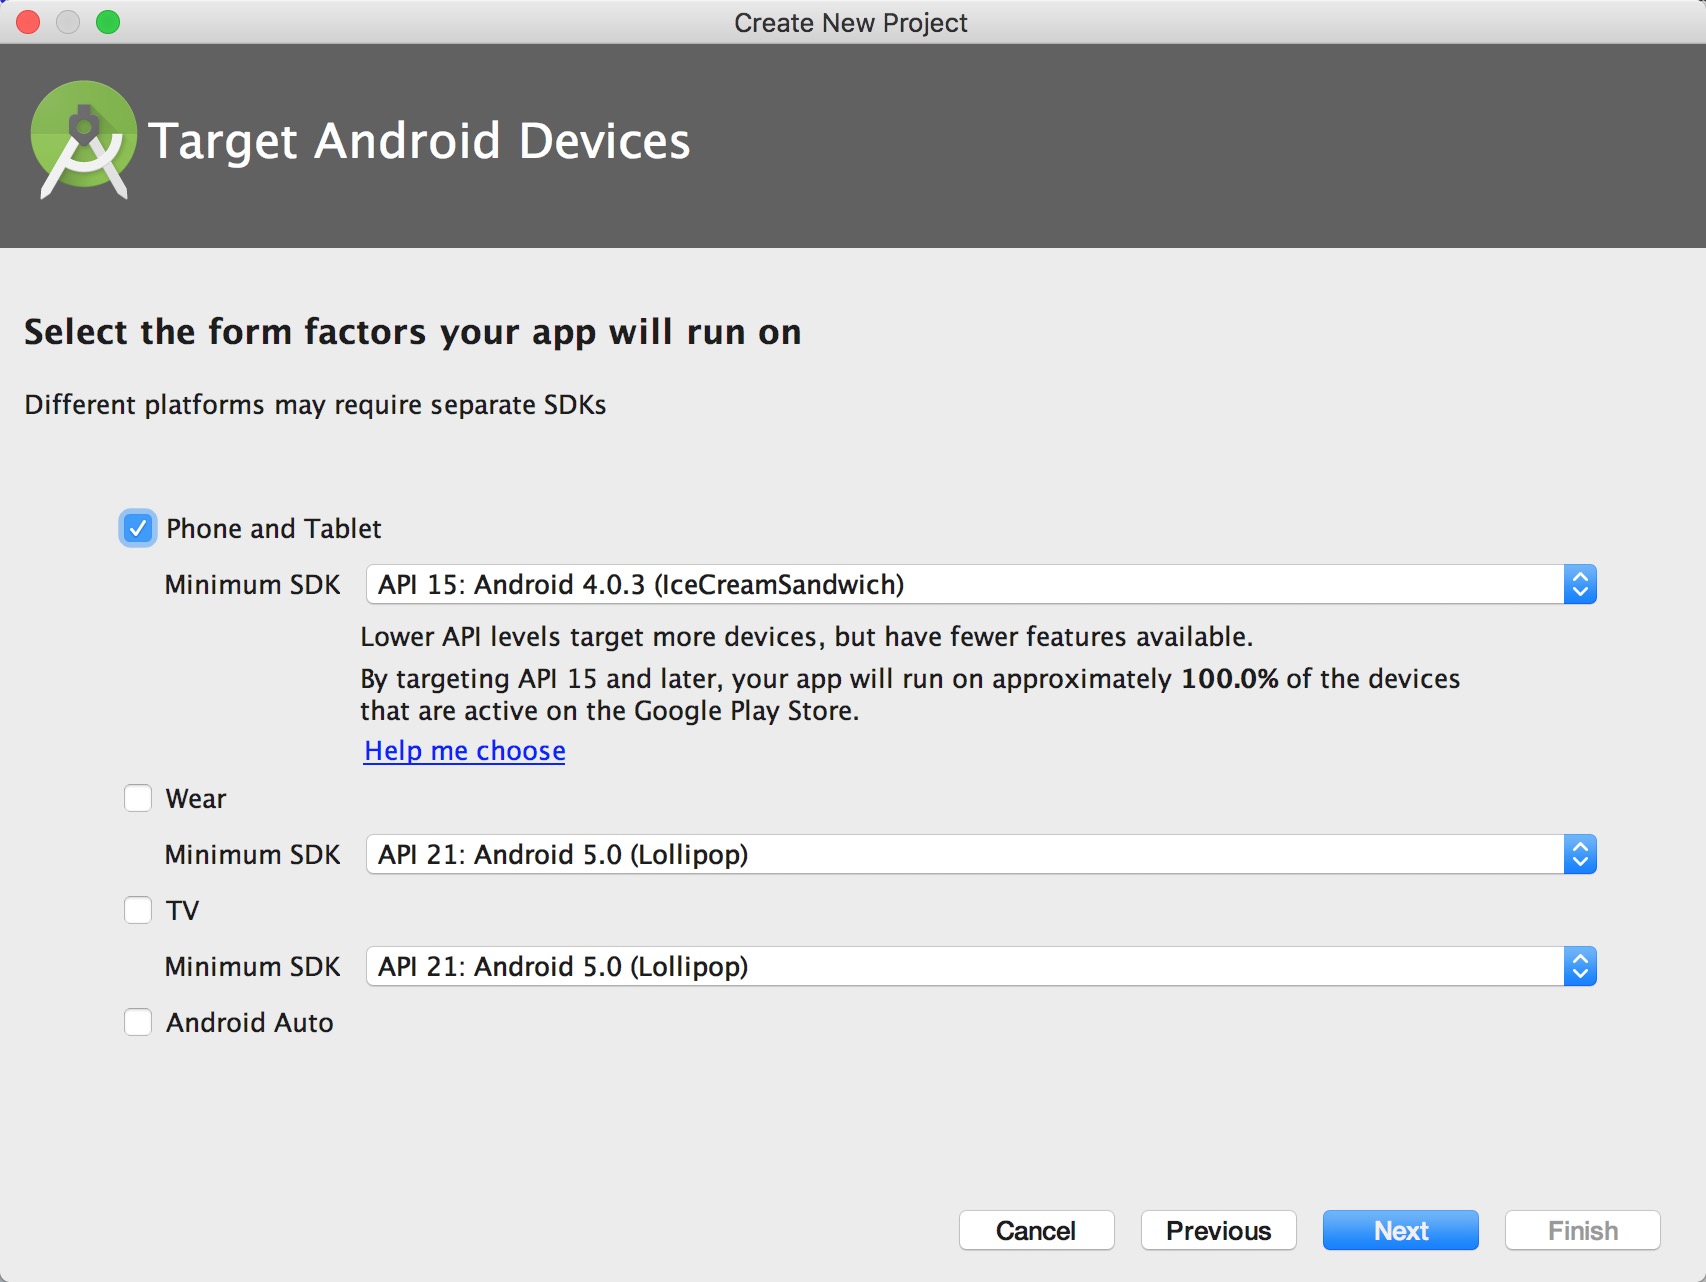 Create New Project
Target Android Devices
Select the form factors your app will run on
Different platforms may require separate SDKs
Phone and Tablet
Minimum SDK API 15: Android 4.0.3 (IceCreamSandwich)
Lower API levels target more devices, but have fewer features available.
By targeting API 15 and later, your app will run on approximately 100.0% of the devices
that are active on the Google Play Store.
Help me choose
Wear
Minimum SDK API 21: Android 5.0 (Lollipop)
TV
Minimum SDK API 21: Android 5.0 (Lollipop)
Android Auto
Cancel Previous Next Finish